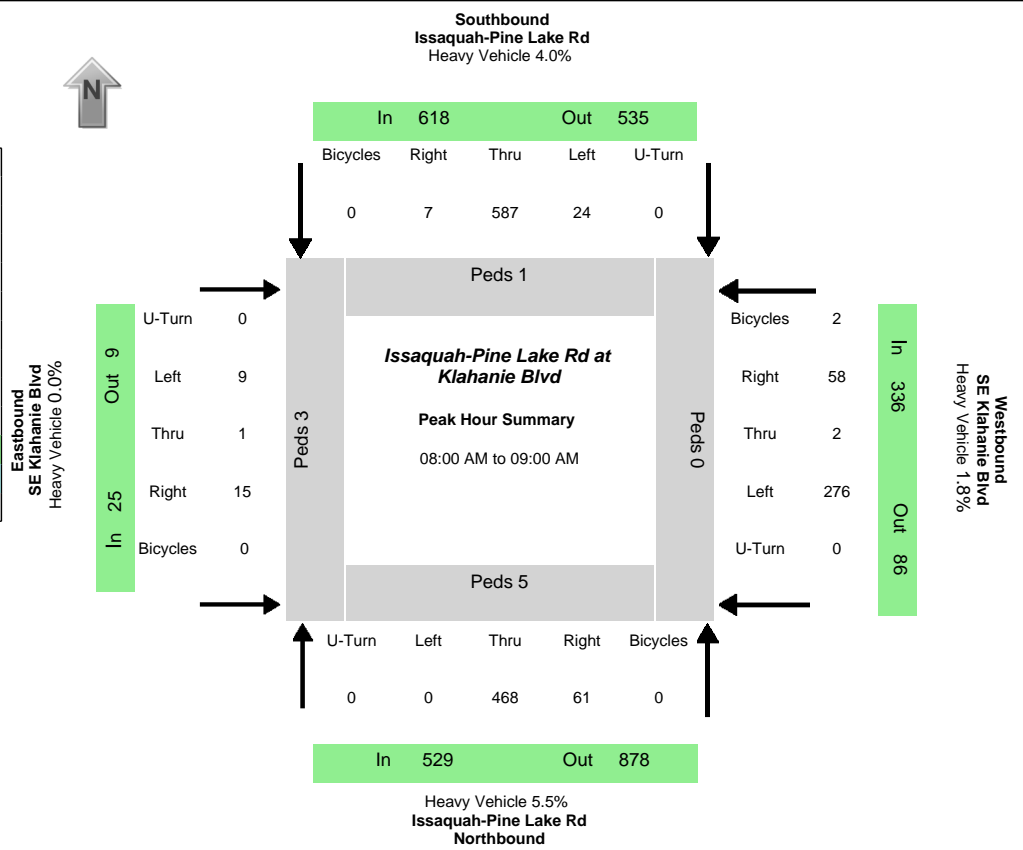 Southbound
Issaquah-Pine Lake Rd
Heavy Vehicle 4.0%
N
In 618 Out 535
Bicycles Right Thru Left U-Turn
0 7 587 24 0
Peds 1
Eastbound
SE Klahanie Blvd
Heavy Vehicle 0.0%
In 25 Out 9
U-Turn 0
Left 9
Thru 1
Right 15
Bicycles 0
Peds 3
Issaquah-Pine Lake Rd at
Klahanie Blvd
Peak Hour Summary
08:00 AM to 09:00 AM
Peds 0
Bicycles 2
Right 58
Thru 2
Left 276
U-Turn 0
In 336 Out 86
Westbound
SE Klahanie Blvd
Heavy Vehicle 1.8%
Peds 5
U-Turn Left Thru Right Bicycles
0 0 468 61 0
In 529 Out 878
Heavy Vehicle 5.5%
Issaquah-Pine Lake Rd
Northbound